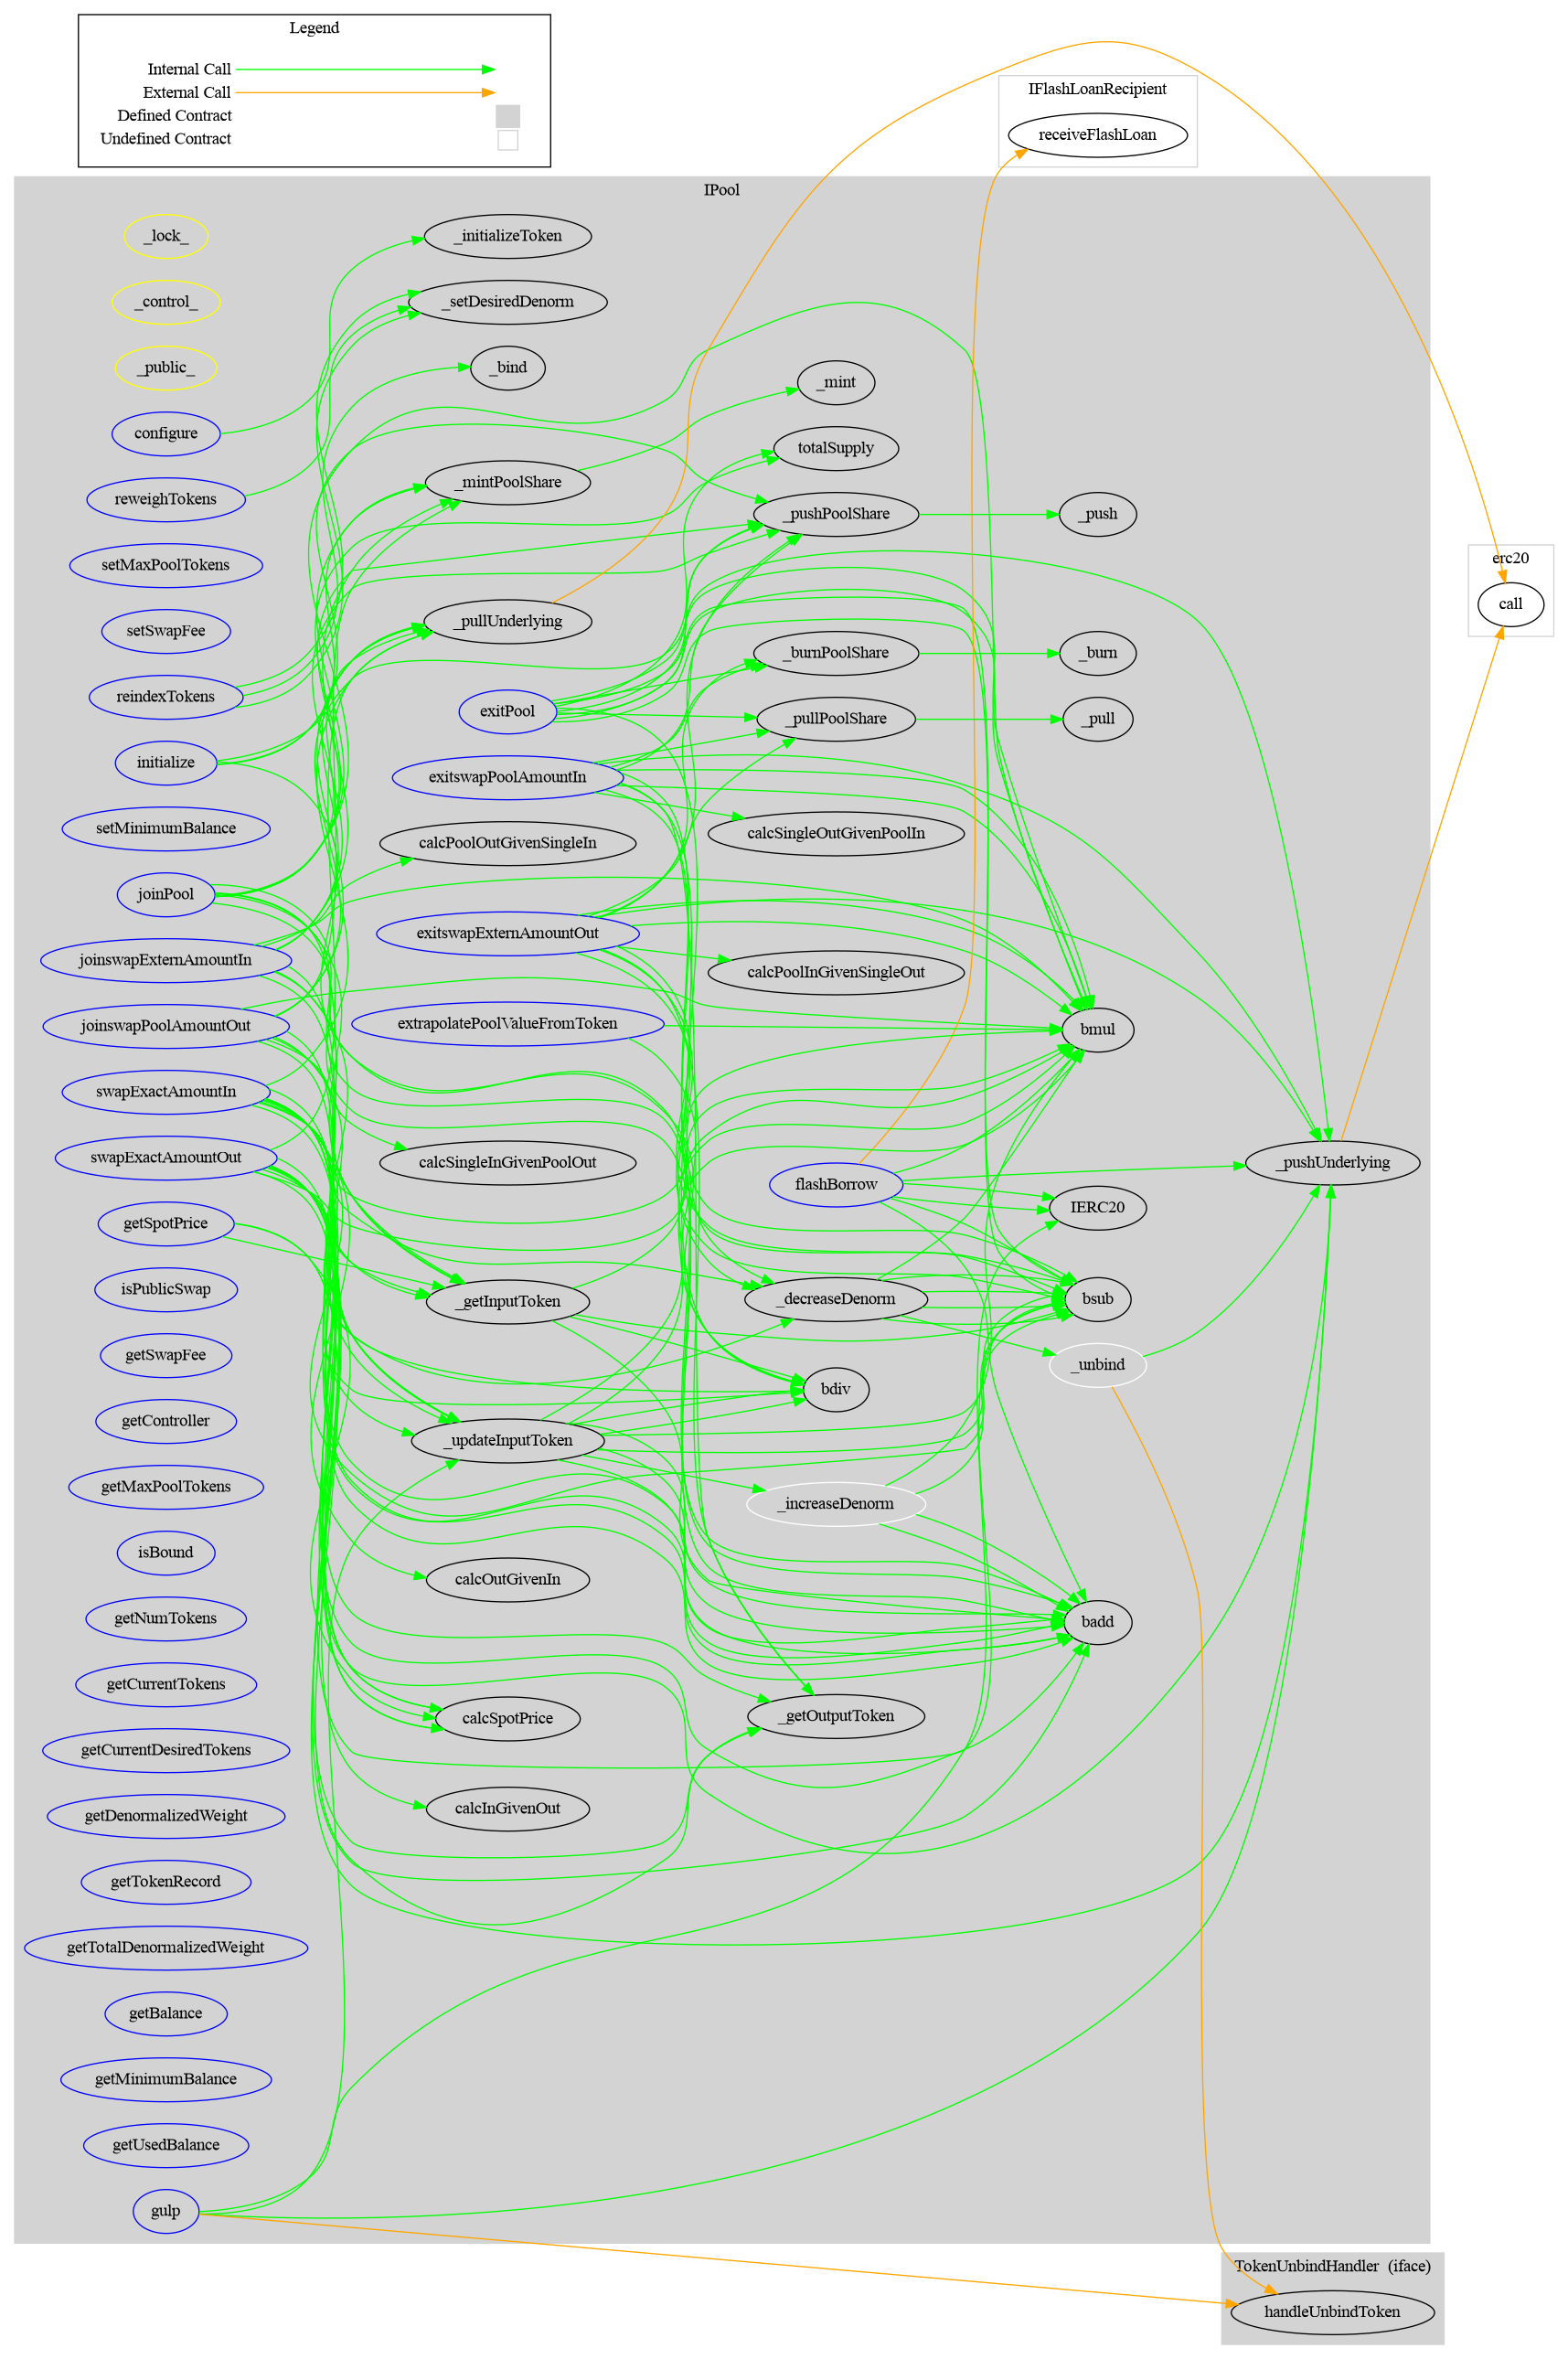 Legend
Internal Call
External Call
Defined Contract
Undefined Contract
IFlashLoanRecipient
receiveFlashLoan
IPool
_lock_
_control_
_public_
configure
reweighTokens
setMaxPoolTokens
setSwapFee
reindexTokens
initialize
setMinimumBalance
joinPool
joinswapExternAmountIn
joinswapPoolAmountOut
swapExactAmountIn
swapExactAmountOut
getSpotPrice
isPublicSwap
getSwapFee
getController
getMaxPoolTokens
isBound
getNumTokens
getCurrentTokens
getCurrentDesiredTokens
getDenormalizedWeight
getTokenRecord
getTotalDenormalizedWeight
getBalance
getMinimumBalance
getUsedBalance
gulp
_initializeToken
_setDesiredDenorm
_bind
_mintPoolShare
_pullUnderlying
exitPool
exitswapPoolAmountIn
calcPoolOutGivenSingleIn
exitswapExternAmountOut
extrapolatePoolValueFromToken
calcSingleInGivenPoolOut
_getInputToken
_updateInputToken
calcOutGivenIn
calcSpotPrice
calcInGivenOut
_mint
totalSupply
_pushPoolShare
_burnPoolShare
_pullPoolShare
calcSingleOutGivenPoolIn
calcPoolInGivenSingleOut
flashBorrow
_decreaseDenorm
bdiv
_increaseDenorm
_getOutputToken
_push
_burn
_pull
bmul
IERC20
bsub
_unbind
badd
_pushUnderlying
erc20
call
TokenUnbindHandler (iface)
handleUnbindToken